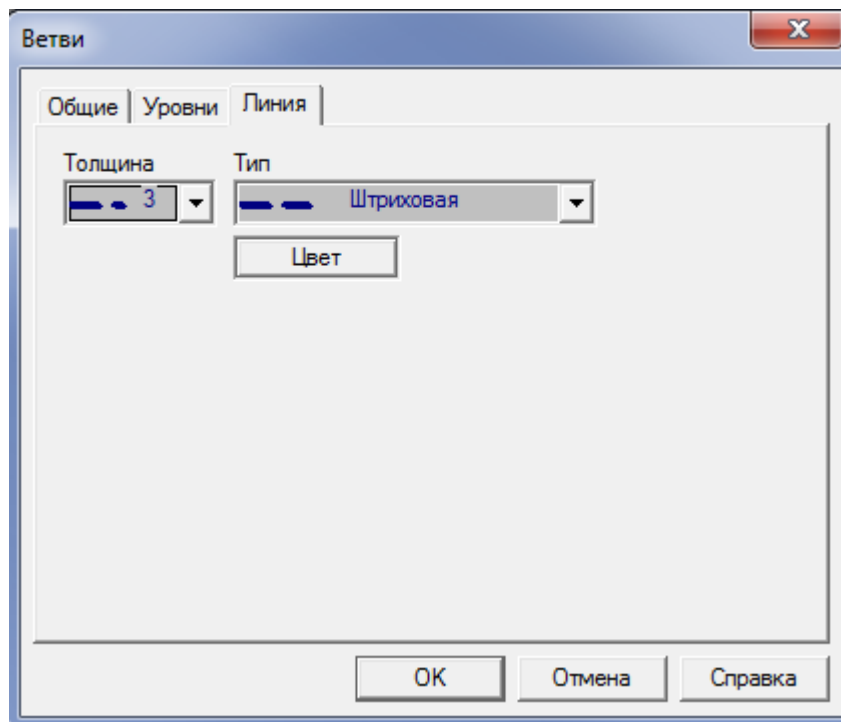 Ветви
Общие Уровни Линия
Толщина Тип
3 Штриховая
Цвет
OK Отмена Справка